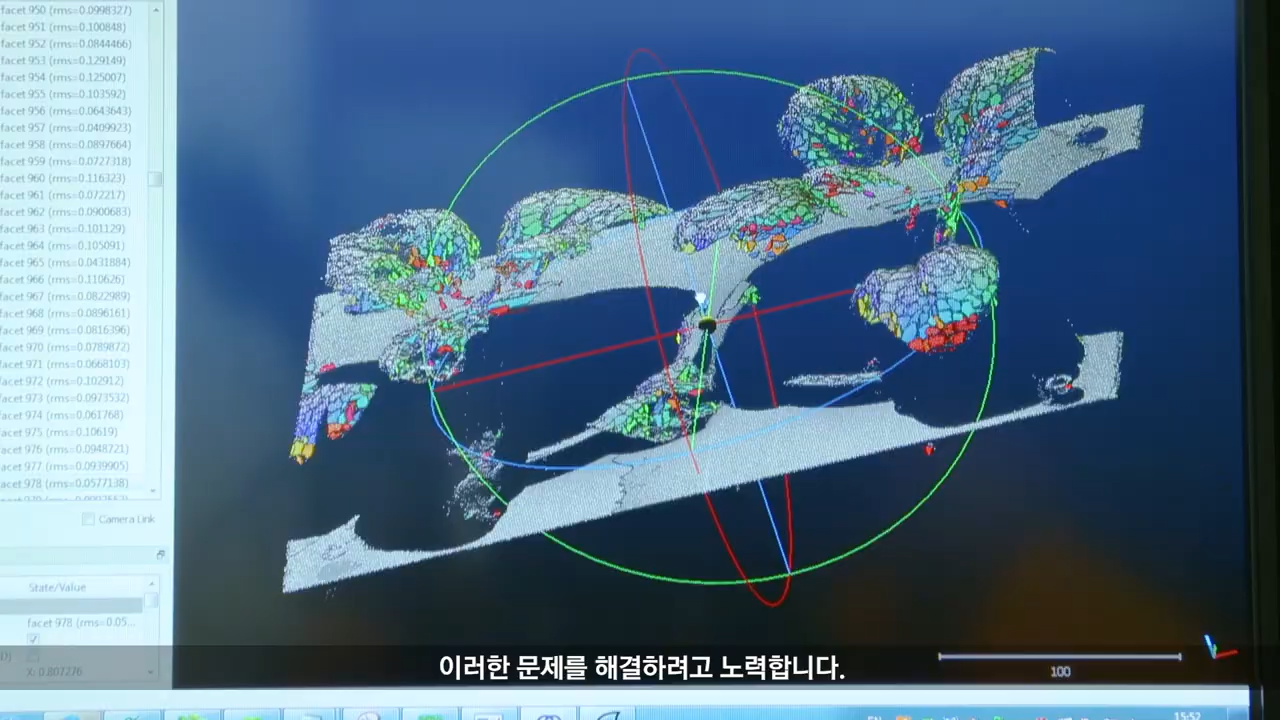 facet 950 (rms=0.0998327)
facet 951 (rms=0.100848)
facet 952 (rms=0.0844466)
facet 953 (rms=0.129149)
facet 954 (rms=0.125007)
facet 955 (rms=0.103592)
facet 956 (rms=0.0643643)
facet 957 (rms=0.0409923)
facet 958 (rms=0.0897664)
facet 959 (rms=0.0727318)
facet 960 (rms=0.116323)
facet 961 (rms=0.072217)
facet 962 (rms=0.0900683)
facet 963 (rms=0.101129)
facet 964 (rms=0.105091)
facet 965 (rms=0.0431884)
facet 966 (rms=0.110626)
facet 967 (rms=0.0822989)
facet 968 (rms=0.0896161)
facet 969 (rms=0.0816396)
facet 970 (rms=0.0789872)
facet 971 (rms=0.0668103)
facet 972 (rms=0.102912)
facet 973 (rms=0.0973532)
facet 974 (rms=0.061768)
facet 975 (rms=0.10619)
facet 976 (rms=0.0948721)
facet 977 (rms=0.0939905)
facet 978 (rms=0.0577138)
Camera Link
State/Value
facet 978 (rms=0.05...
X: 0.807276
이러한 문제를 해결하려고 노력합니다.
100
EN
15:52